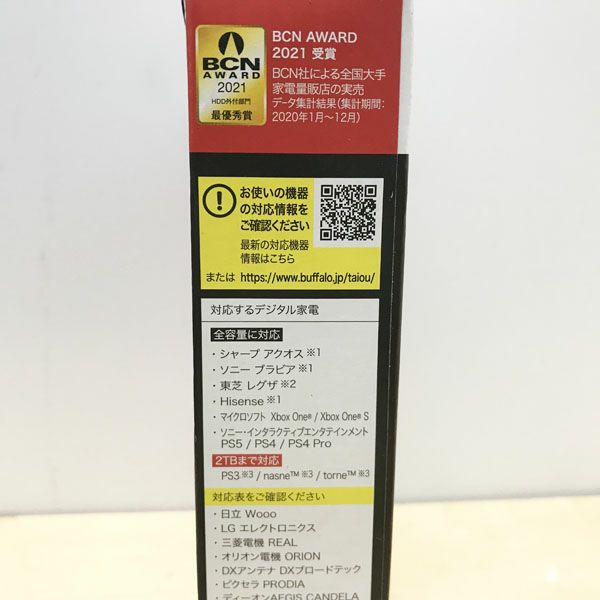 BCN
AWARD
2021
HDD外付部門
最優秀賞
BCN AWARD
2021 受賞
BCN社による全国大手
家電量販店の実売
データ集計結果(集計期間:
2020年1月〜12月)
お使いの機器
の対応情報を
ご確認ください
最新の対応機器
情報はこちら
または https://www.buffalo.jp/taiou/
対応するデジタル家電
全容量に対応
・シャープ アクオス※1
・ソニー ブラビア※1
・東芝 レグザ※2
・Hisense※1
・マイクロソフト Xbox One® / Xbox One® S
・ソニー・インタラクティブエンタテインメント
PS5 / PS4 / PS4 Pro
2TBまで対応
PS3※3 / nasne™※3 / torne™※3
対応表をご確認ください
・日立 Wooo
・LG エレクトロニクス
・三菱電機 REAL
・オリオン電機 ORION
・DXアンテナ DXブロードテック
・ピクセラ PRODIA
・ディーオンAEGIS CANDELA